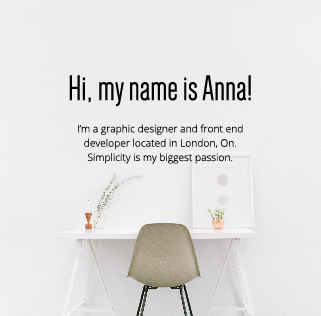 Hi, my name is Anna!
I'm a graphic designer and front end
developer located in London, On.
Simplicity is my biggest passion.